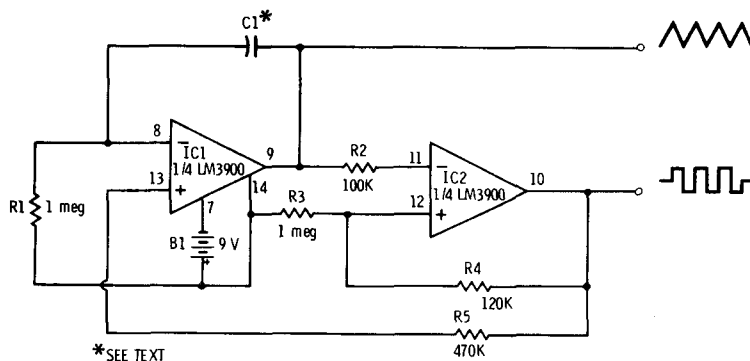 C1*
8
IC1
1/4 LM3900
9
13
14
7
R1
1 meg
B1
9 V
R2
100K
R3
1 meg
11
IC2
1/4 LM3900
10
12
R4
120K
R5
470K
*SEE TEXT